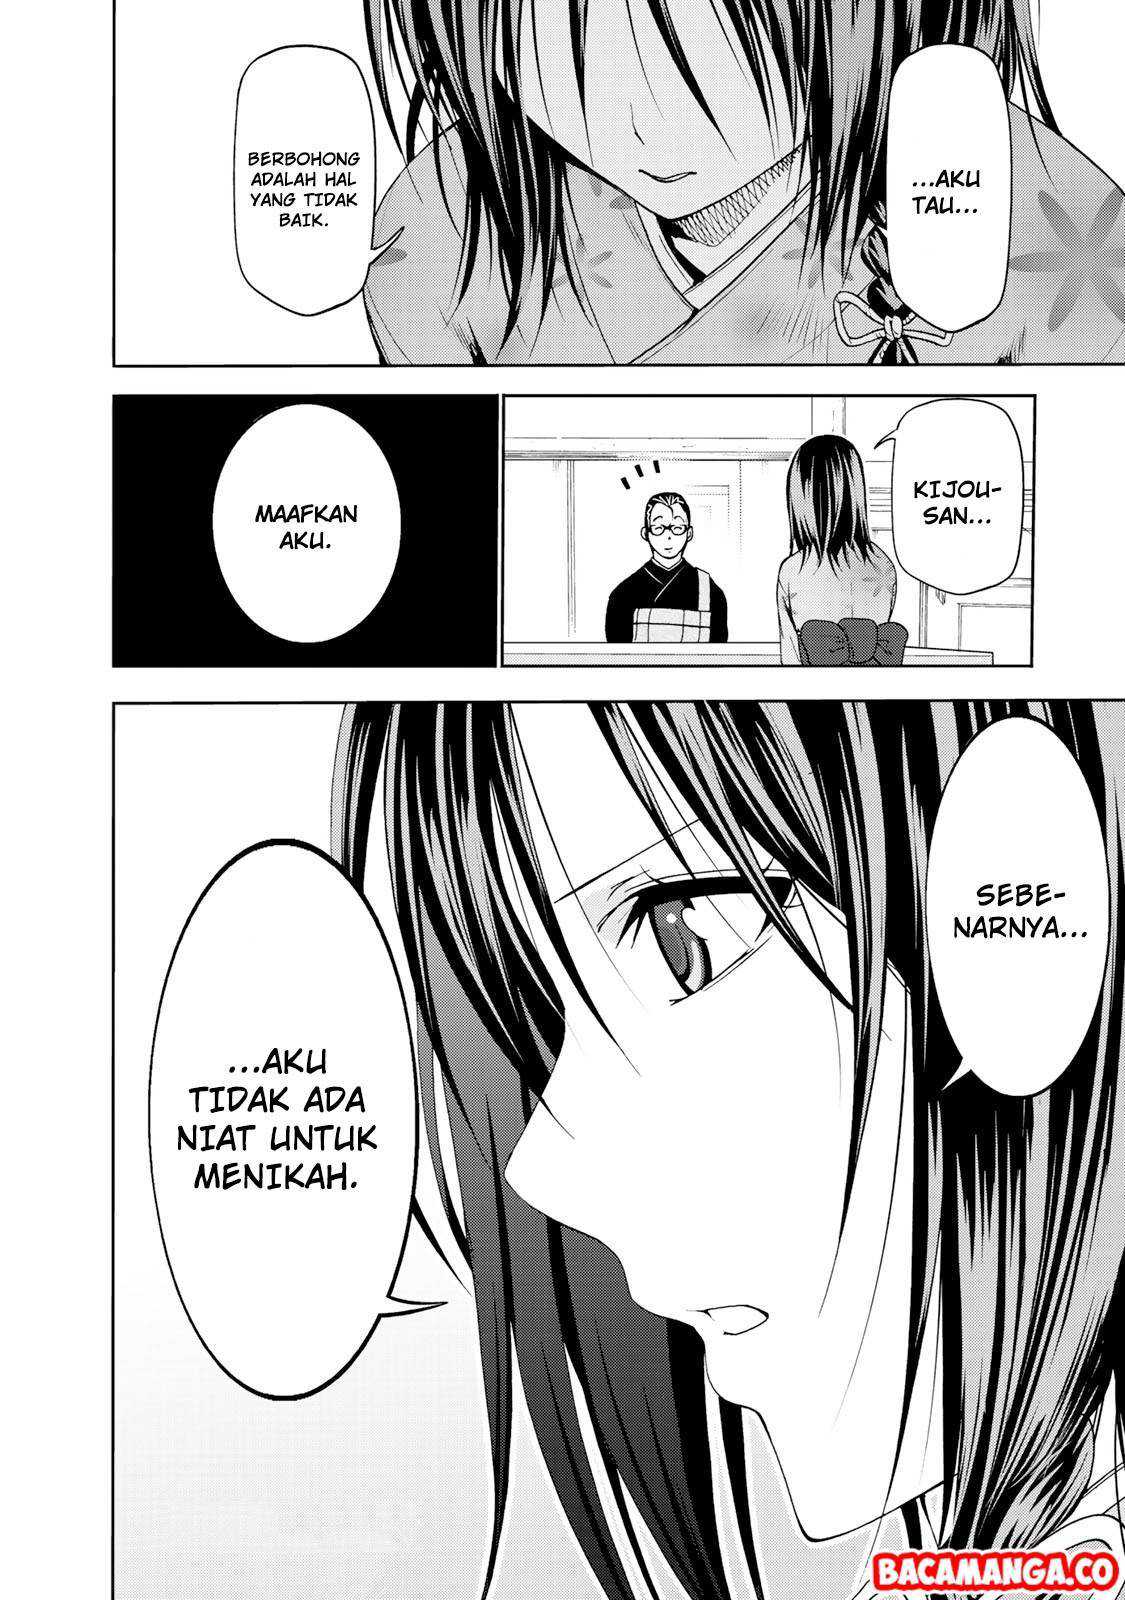 ...AKU
TAU...
BERBOHONG
ADALAH HAL
YANG TIDAK
BAIK.
KIJOU-
SAN...
MAAFKAN
AKU.
SEBE-
NARNYA...
...AKU
TIDAK ADA
NIAT UNTUK
MENIKAH.
BACAMANGA.CO